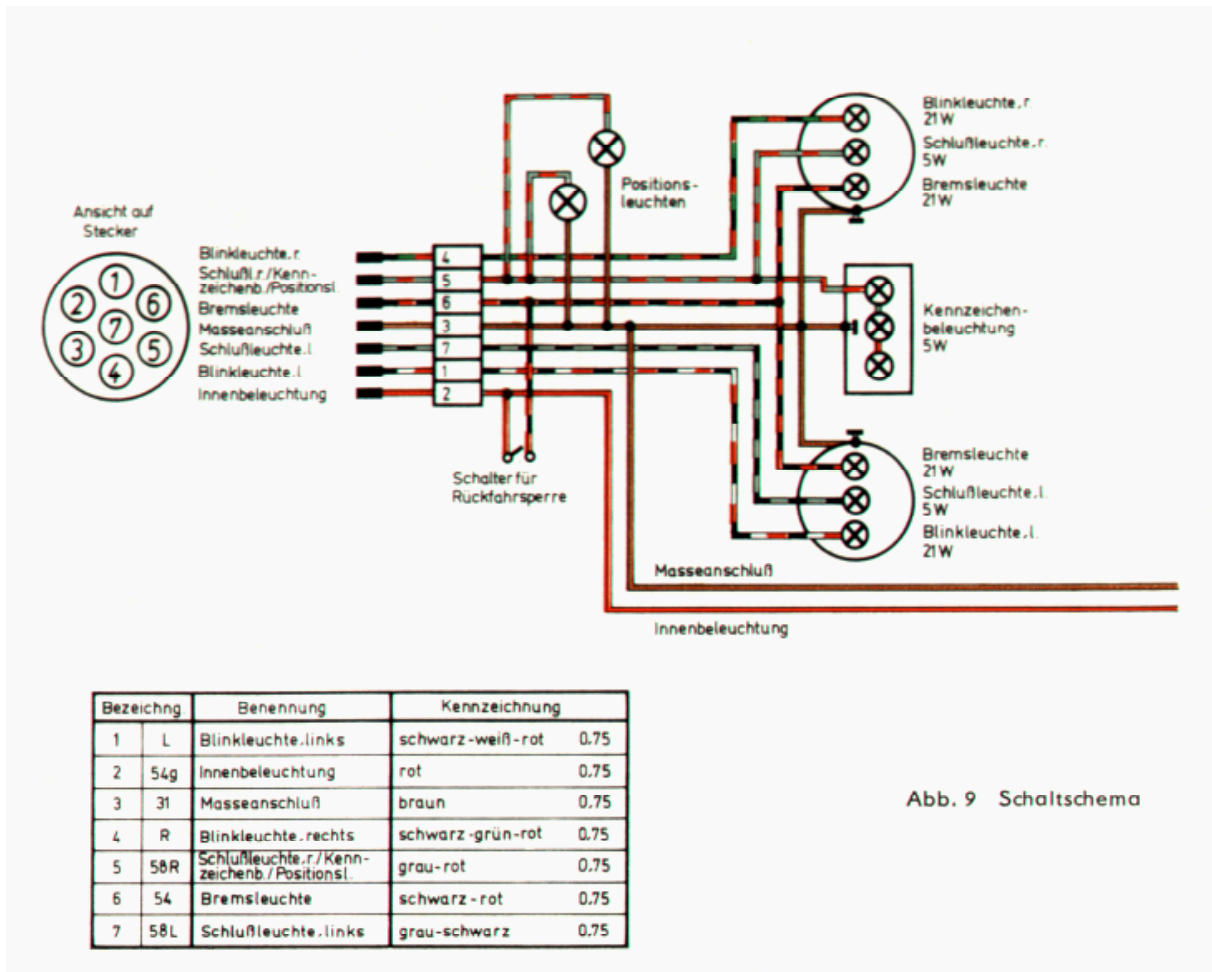 Ansicht auf
Stecker
1
2
6
7
3
5
4
Blinkleuchte.r.
Schlußl.r./Kenn-
zeichenb./Positionsl.
Bremsleuchte
Masseanschluß
Schlußleuchte.l
Blinkleuchte.l
Innenbeleuchtung
4
5
6
3
7
1
2
Positions-
leuchten
Schalter für
Rückfahrsperre
Blinkleuchte.r.
21W
Schlußleuchte.r.
5W
Bremsleuchte
21W
Kennzeichen-
beleuchtung
5W
Bremsleuchte
21W
Schlußleuchte.l.
5W
Blinkleuchte.l.
21W
Masseanschluß
Innenbeleuchtung
Bezeichng Benennung Kennzeichnung
1 L Blinkleuchte.links schwarz-weiß-rot 0.75
2 54g Innenbeleuchtung rot 0.75
3 31 Masseanschluß braun 0.75
4 R Blinkleuchte.rechts schwarz-grün-rot 0.75
5 58R Schlußleuchte.r./Kenn-
zeichenb./Positionsl. grau-rot 0.75
6 54 Bremsleuchte schwarz-rot 0.75
7 58L Schlußleuchte.links grau-schwarz 0.75
Abb. 9 Schaltschema